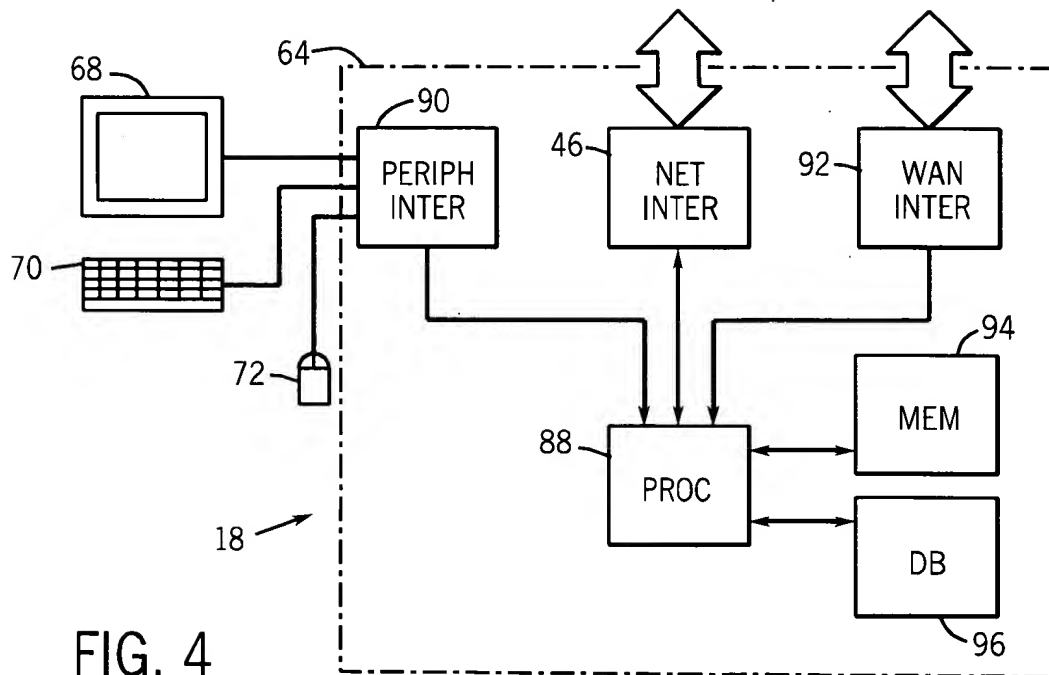 64
68
90
PERIPH
INTER
46
NET
INTER
92
WAN
INTER
70
72
94
MEM
88
PROC
18
DB
96
FIG. 4